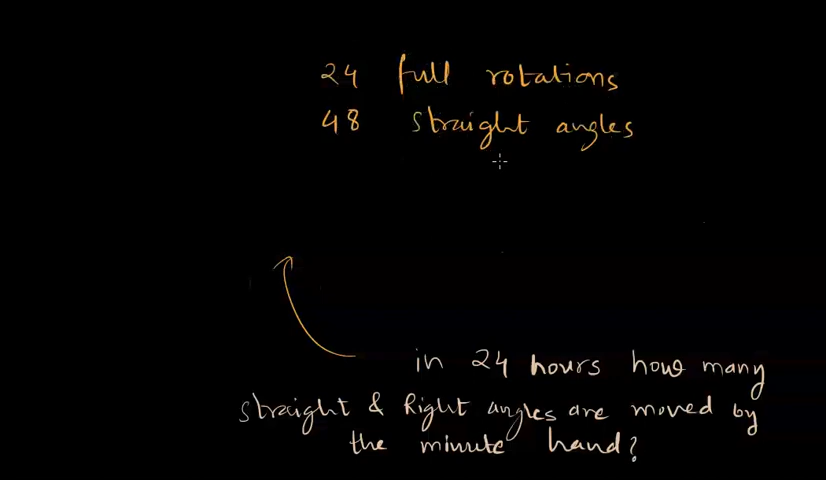 24 full rotations
48 straight angles
in 24 hours how many
straight & Right angles are moved by
the minute hand?